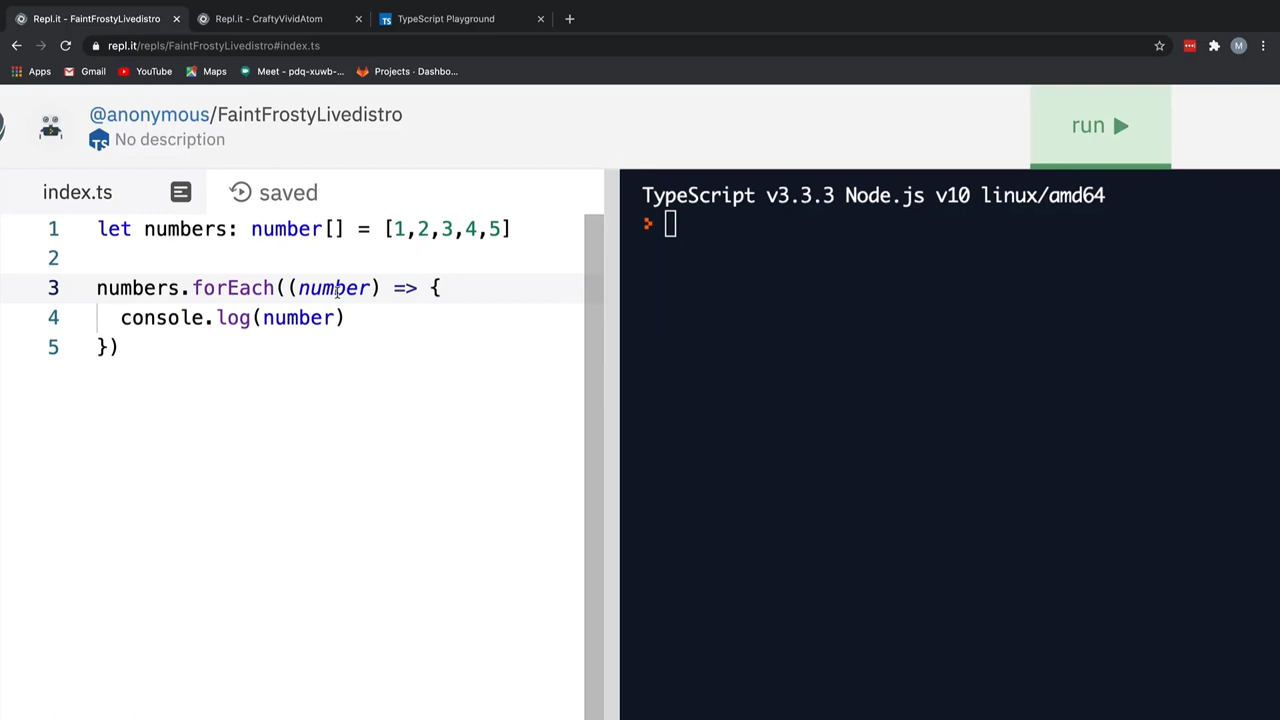 Repl.it - FaintFrostyLivedistro
Repl.it - CraftyVividAtom
TS TypeScript Playground
repl.it/repls/FaintFrostyLivedistro#index.ts
M
Apps Gmail YouTube Maps Meet - pdq-xuwb-... Projects - Dashbo...
@anonymous/FaintFrostyLivedistro
TS No description
run
index.ts
saved
1 let numbers: number[] = [1,2,3,4,5]
2
3 numbers.forEach((number) => {
4 console.log(number)
5 })
TypeScript v3.3.3 Node.js v10 linux/amd64